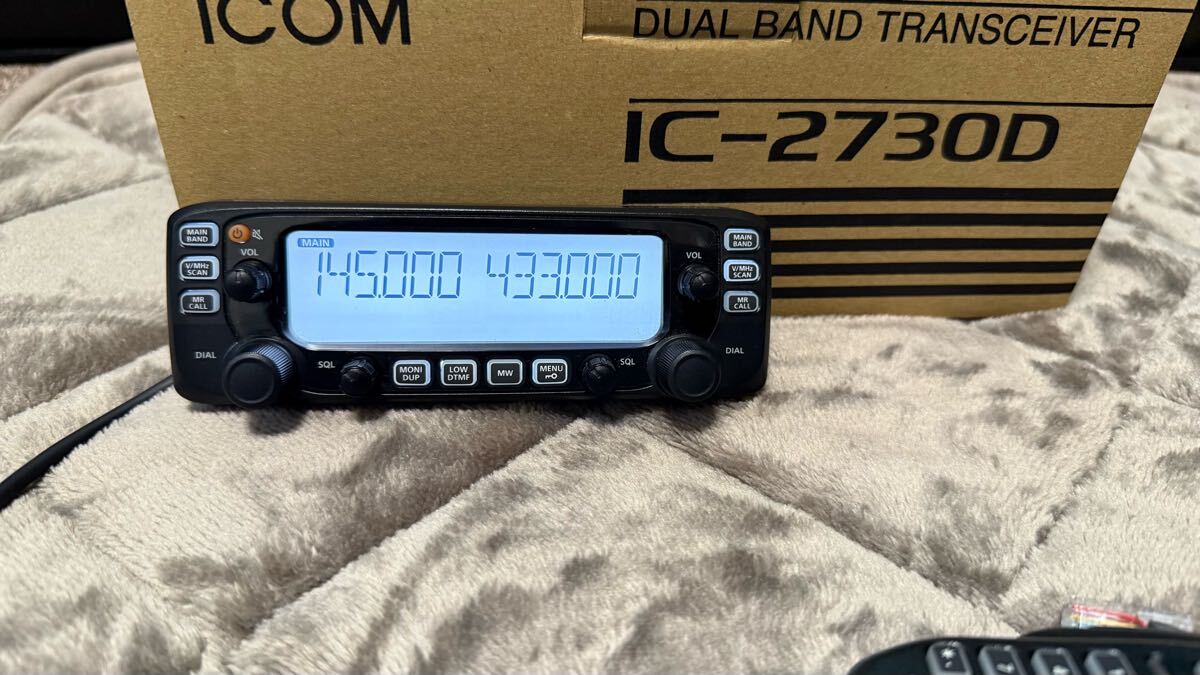 ICOM
DUAL BAND TRANSCEIVER
IC-2730D
MAIN
BAND
V/MHz
SCAN
MR
CALL
VOL
MAIN
145.000 433.000
VOL
MAIN
BAND
V/MHz
SCAN
MR
CALL
DIAL
SQL
MONI
DUP
LOW
DTMF
MW
MENU
SQL
DIAL